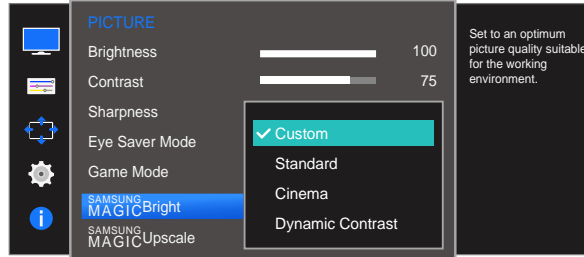 PICTURE
Brightness 100
Contrast 75
Sharpness
Eye Saver Mode
Game Mode
SAMSUNG
MAGICBright
SAMSUNG
MAGICUpscale
Custom
Standard
Cinema
Dynamic Contrast
Set to an optimum
picture quality suitable
for the working
environment.